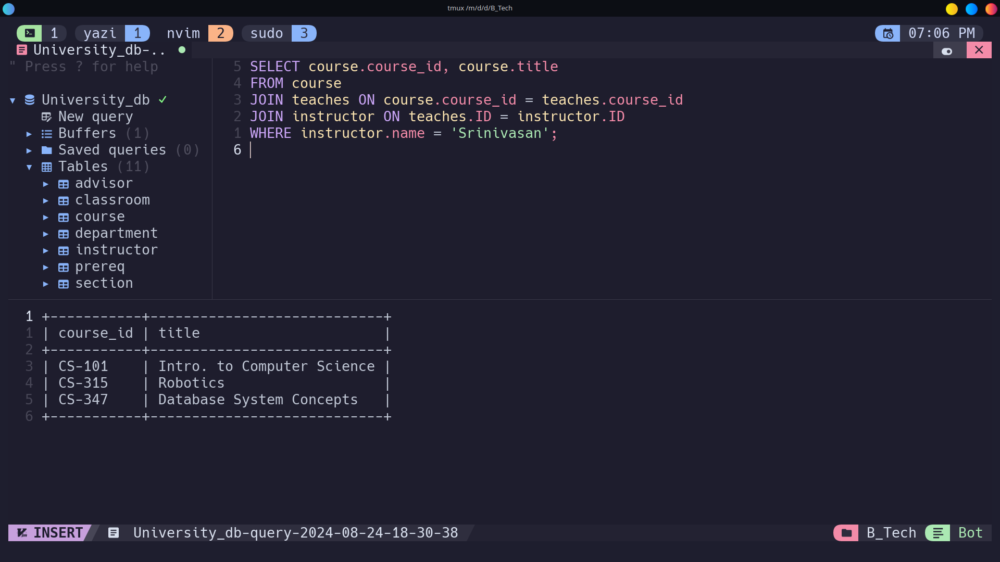 tmux /m/d/d/B_Tech
1 yazi 1 nvim 2 sudo 3 07:06 PM
University_db-..
" Press ? for help
University_db ✓
New query
Buffers (1)
Saved queries (0)
Tables (11)
advisor
classroom
course
department
instructor
prereq
section
5 SELECT course.course_id, course.title
4 FROM course
3 JOIN teaches ON course.course_id = teaches.course_id
2 JOIN instructor ON teaches.ID = instructor.ID
1 WHERE instructor.name = 'Srinivasan';
6
1 +-----------+----------------------------+
1 | course_id | title                      |
2 +-----------+----------------------------+
3 | CS-101    | Intro. to Computer Science |
4 | CS-315    | Robotics                   |
5 | CS-347    | Database System Concepts   |
6 +-----------+----------------------------+
INSERT University_db-query-2024-08-24-18-30-38 B_Tech Bot